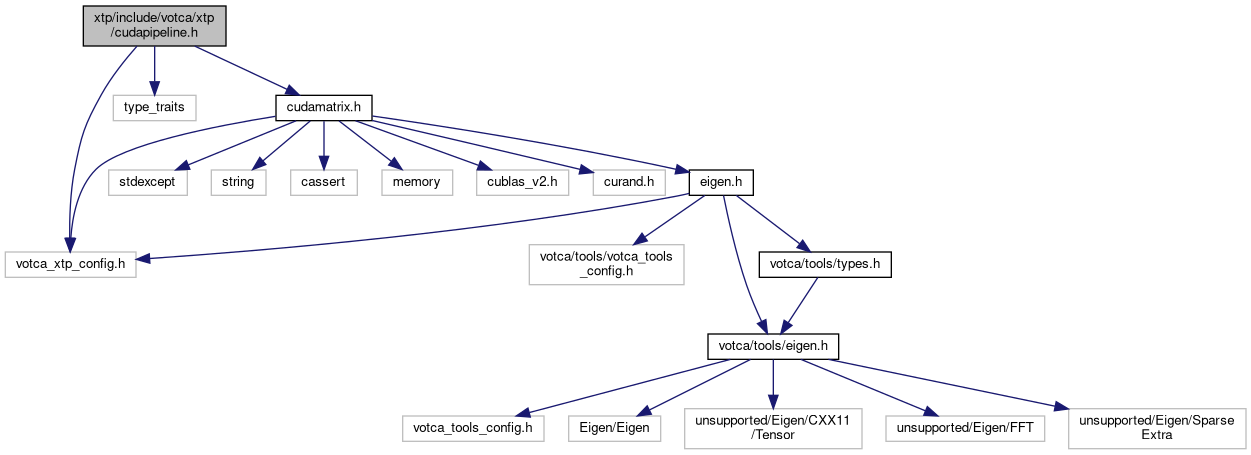 xtp/include/votca/xtp
/cudapipeline.h
type_traits
cudamatrix.h
stdexcept
string
cassert
memory
cublas_v2.h
curand.h
eigen.h
votca_xtp_config.h
votca/tools/votca_tools
_config.h
votca/tools/types.h
votca/tools/eigen.h
votca_tools_config.h
Eigen/Eigen
unsupported/Eigen/CXX11
/Tensor
unsupported/Eigen/FFT
unsupported/Eigen/Sparse
Extra